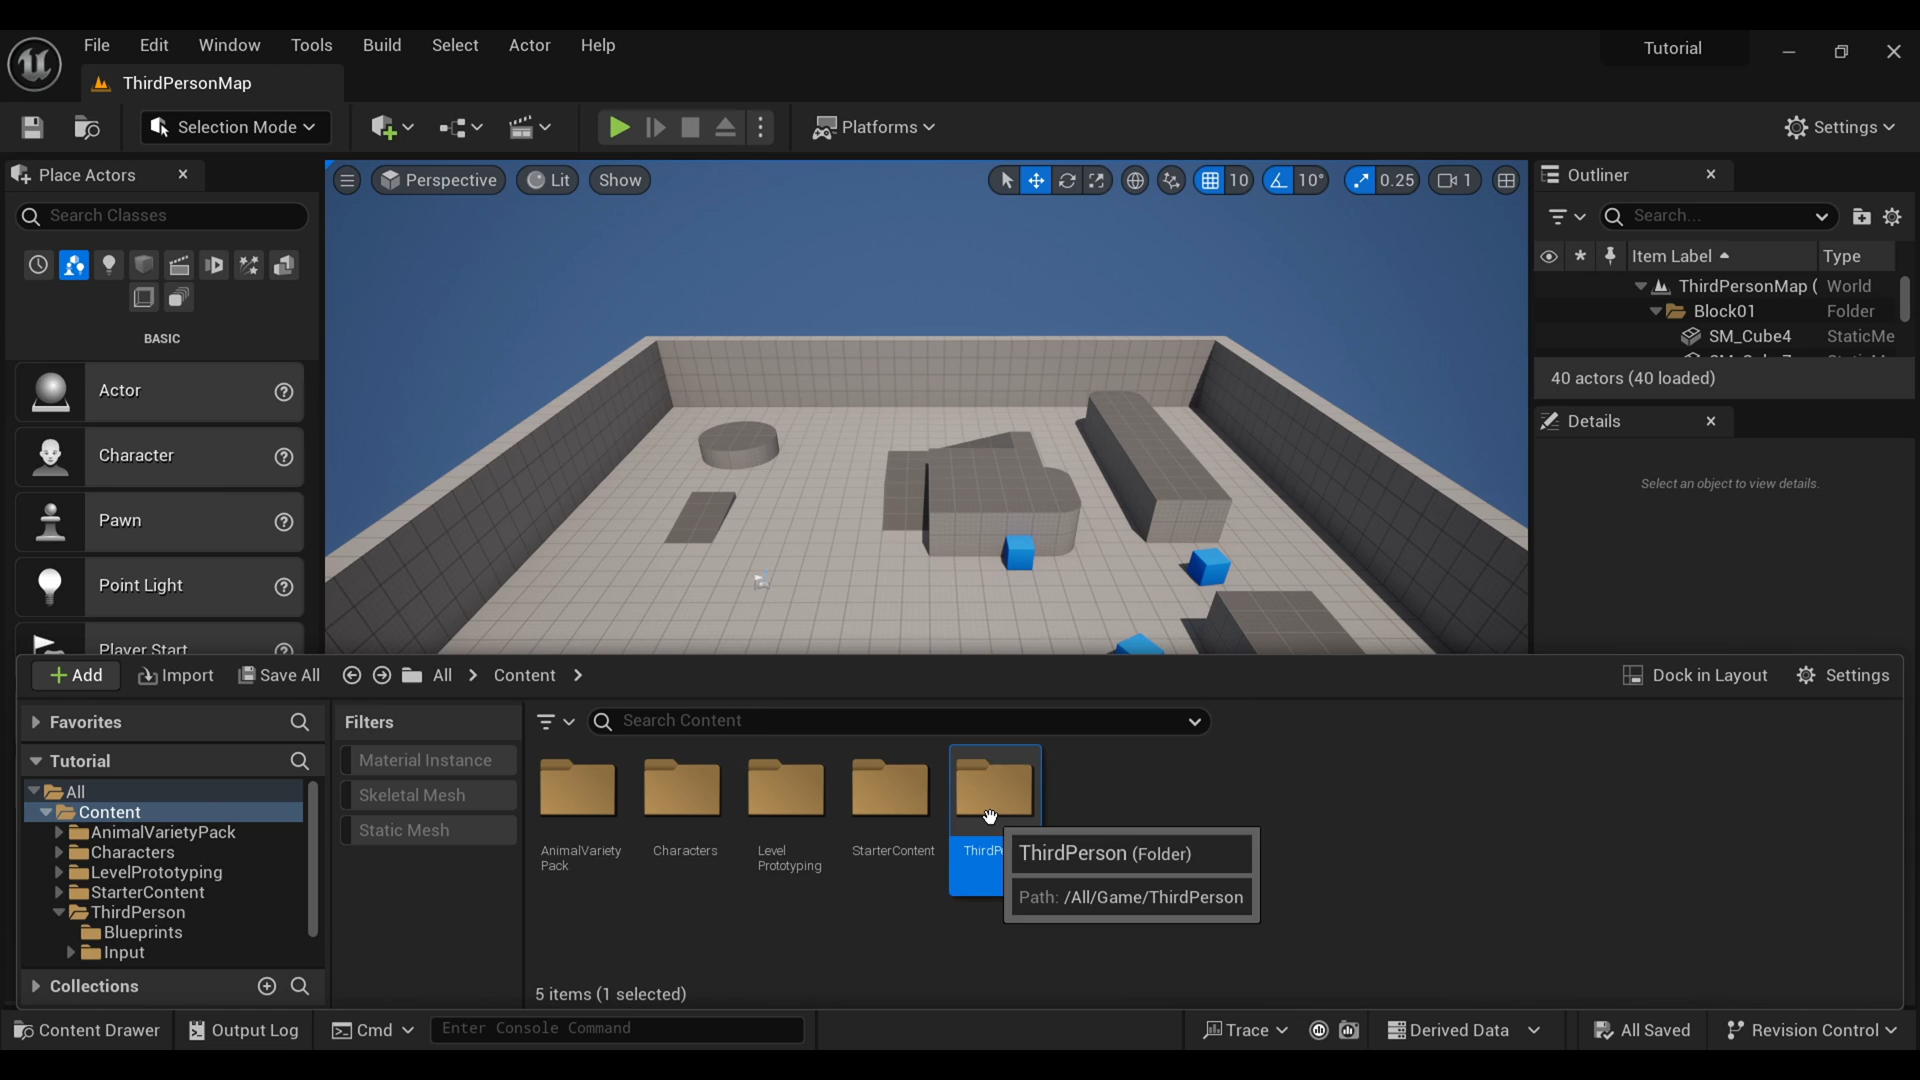 File Edit Window Tools Build Select Actor Help
Tutorial
ThirdPersonMap
Selection Mode
Platforms
Settings
Place Actors
Perspective
Lit
Show
10
10°
0.25
1
Outliner
Search Classes
Search...
Item Label
Type
BASIC
ThirdPersonMap (
World
Block01
Folder
SM_Cube4
StaticMe
40 actors (40 loaded)
Actor
Details
Character
Select an object to view details.
Pawn
Point Light
Player Start
Add
Import
Save All
All
Content
Dock in Layout
Settings
Favorites
Filters
Search Content
Tutorial
Material Instance
All
Skeletal Mesh
Content
AnimalVarietyPack
Static Mesh
Characters
LevelPrototyping
StarterContent
ThirdPerson
Blueprints
Input
AnimalVariety
Pack
Characters
Level
Prototyping
StarterContent
ThirdPe
ThirdPerson (Folder)
Path: /All/Game/ThirdPerson
Collections
5 items (1 selected)
Content Drawer
Output Log
Cmd
Enter Console Command
Trace
Derived Data
All Saved
Revision Control